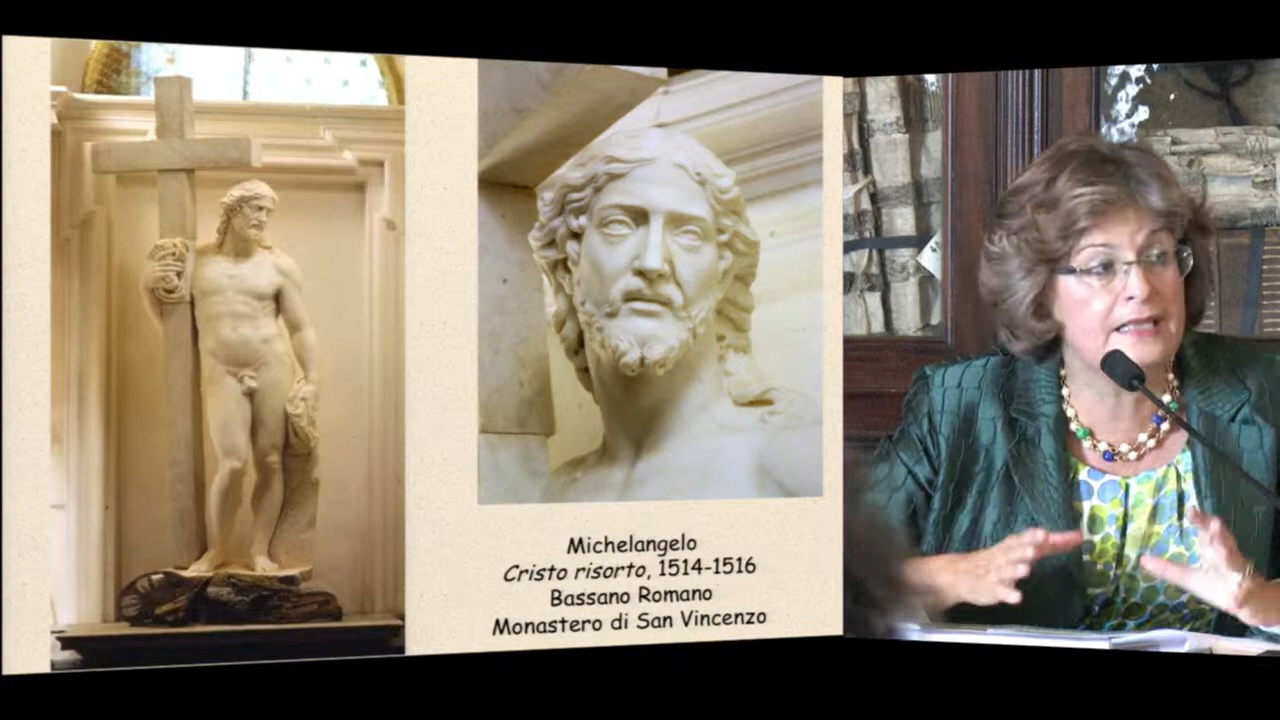 Michelangelo
Cristo risorto, 1514-1516
Bassano Romano
Monastero di San Vincenzo